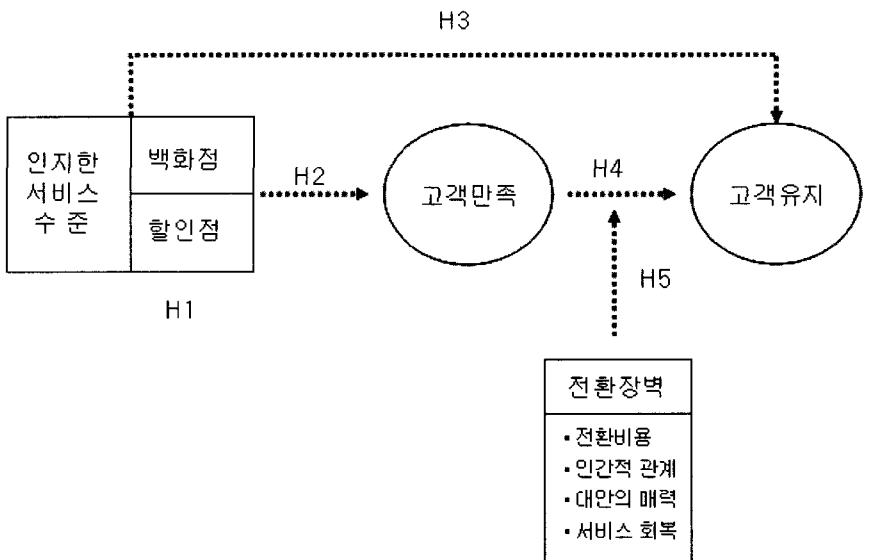 H3
인지한
서비스
수 준
백화점
할인점
H1
H2
고객만족
H4
고객유지
H5
전환장벽
▪전환비용
▪인간적 관계
▪대안의 매력
▪서비스 회복